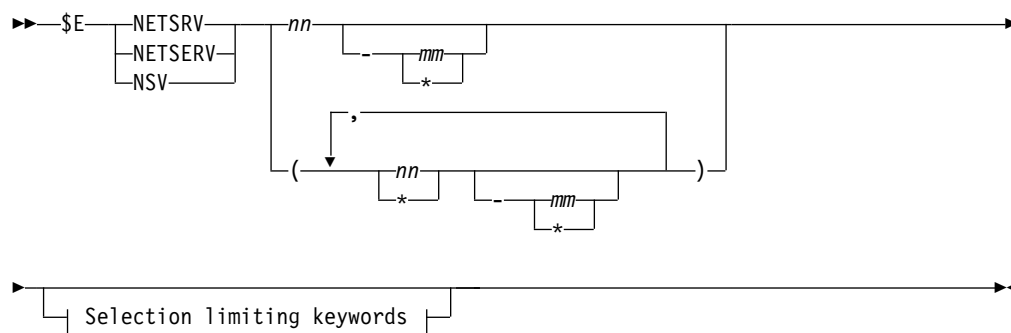 $E NETSRV nn
NETSERV - mm
NSV *
,
( nn )
* - mm
*
Selection limiting keywords